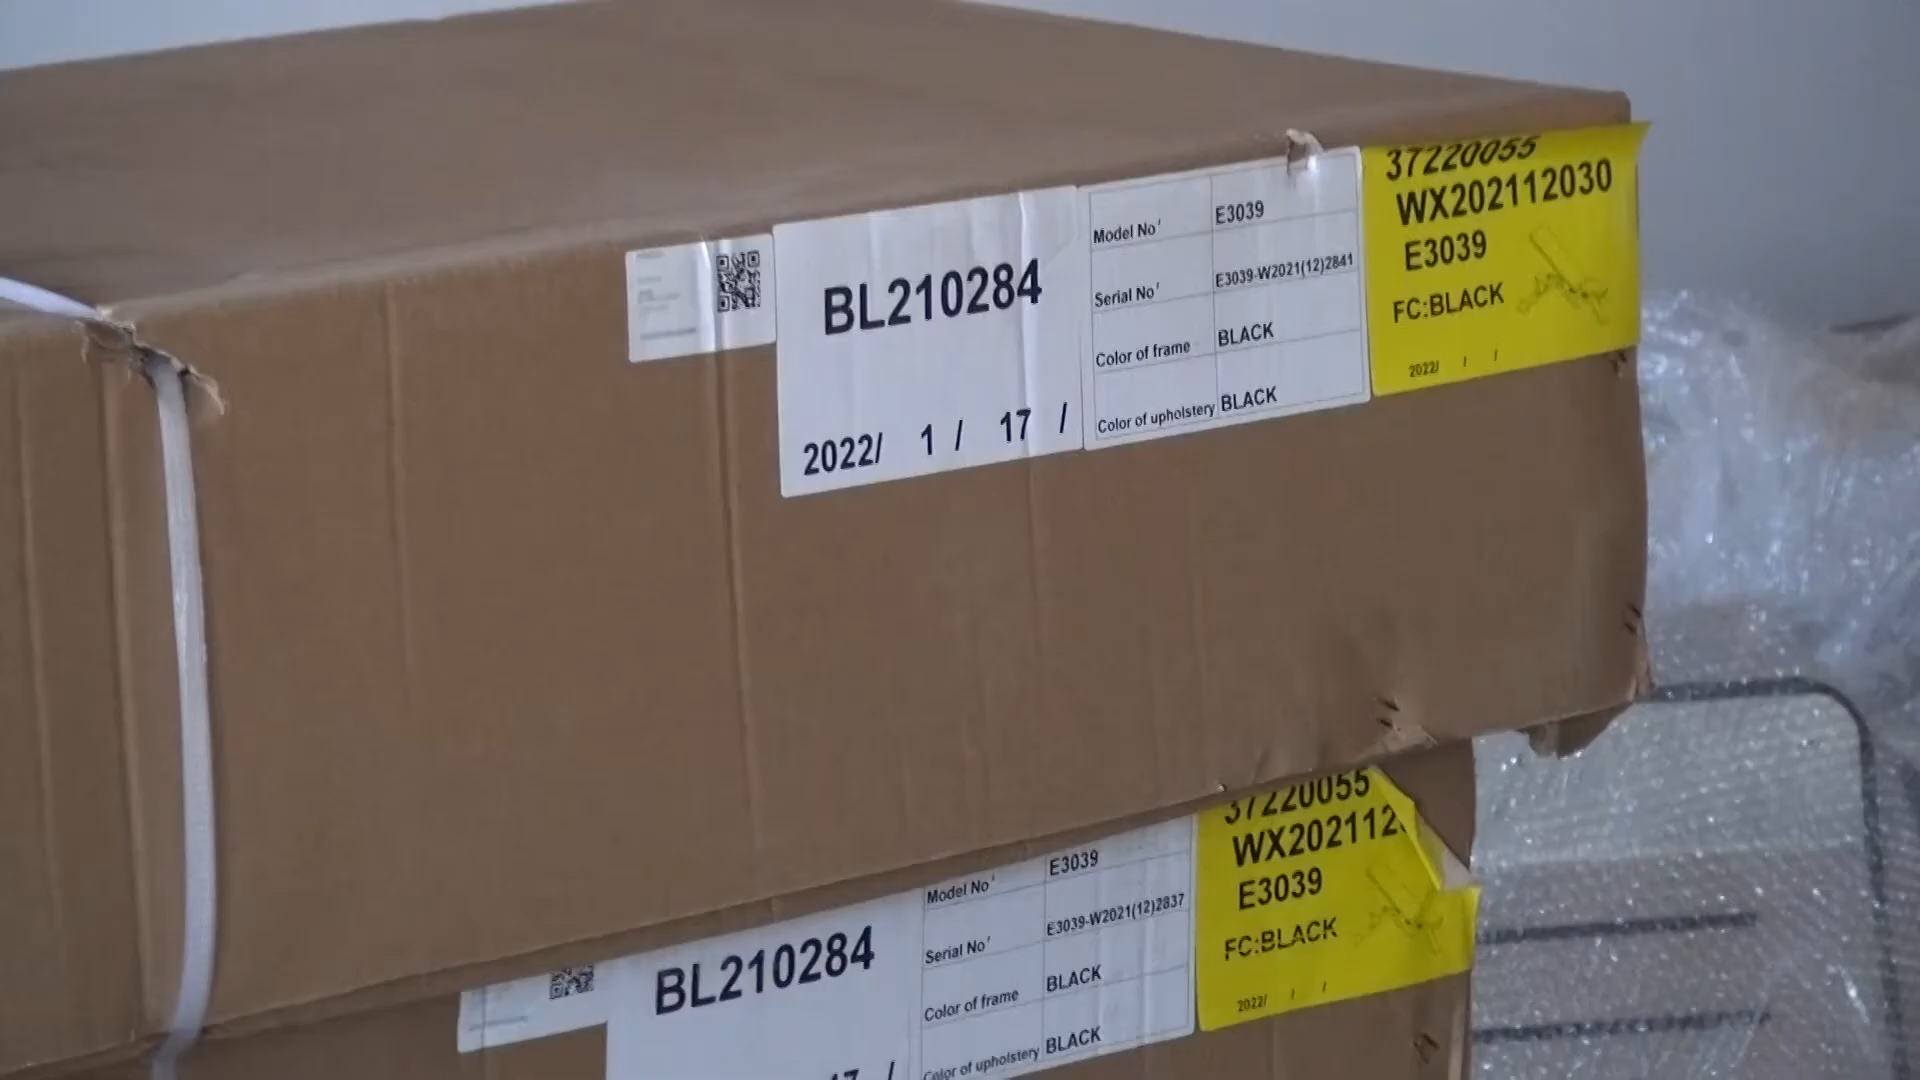 37220055
WX202112030
E3039
FC:BLACK
2022/ / /
BL210284
2022/ 1 / 17 /
Model No' E3039
Serial No' E3039-W2021(12)2841
Color of frame BLACK
Color of upholstery BLACK
37220055
WX202112
E3039
FC:BLACK
2022/ / /
BL210284
17 /
Model No' E3039
Serial No' E3039-W2021(12)2837
Color of frame BLACK
Color of upholstery BLACK